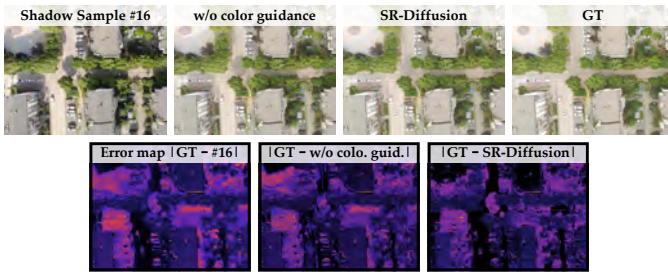 Shadow Sample #16
w/o color guidance
SR-Diffusion
GT
Error map |GT - #16|
|GT - w/o colo. guid.|
|GT - SR-Diffusion|